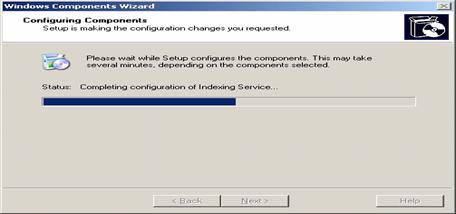 Windows Components Wizard
Configuring Components
Setup is making the configuration changes you requested.
Please wait while Setup configures the components. This may take
several minutes, depending on the components selected.
Status: Completing configuration of Indexing Service...
< Back Next > Help